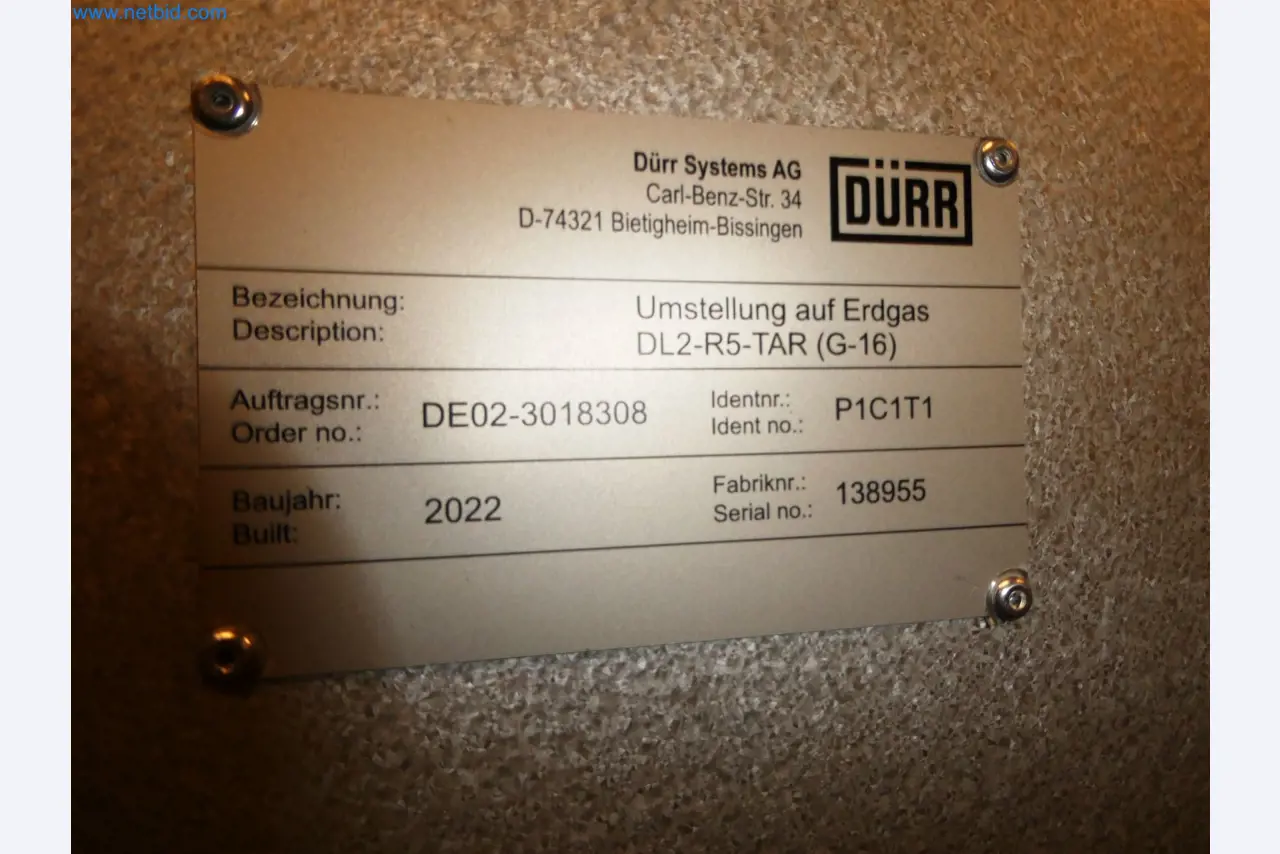 www.netbid.com
Dürr Systems AG
Carl-Benz-Str. 34
D-74321 Bietigheim-Bissingen
DÜRR
Bezeichnung:
Description:
Umstellung auf Erdgas
DL2-R5-TAR (G-16)
Auftragsnr.:
Order no.:
DE02-3018308
Identnr.:
Ident no.:
P1C1T1
Baujahr:
Built:
2022
Fabriknr.:
Serial no.:
138955